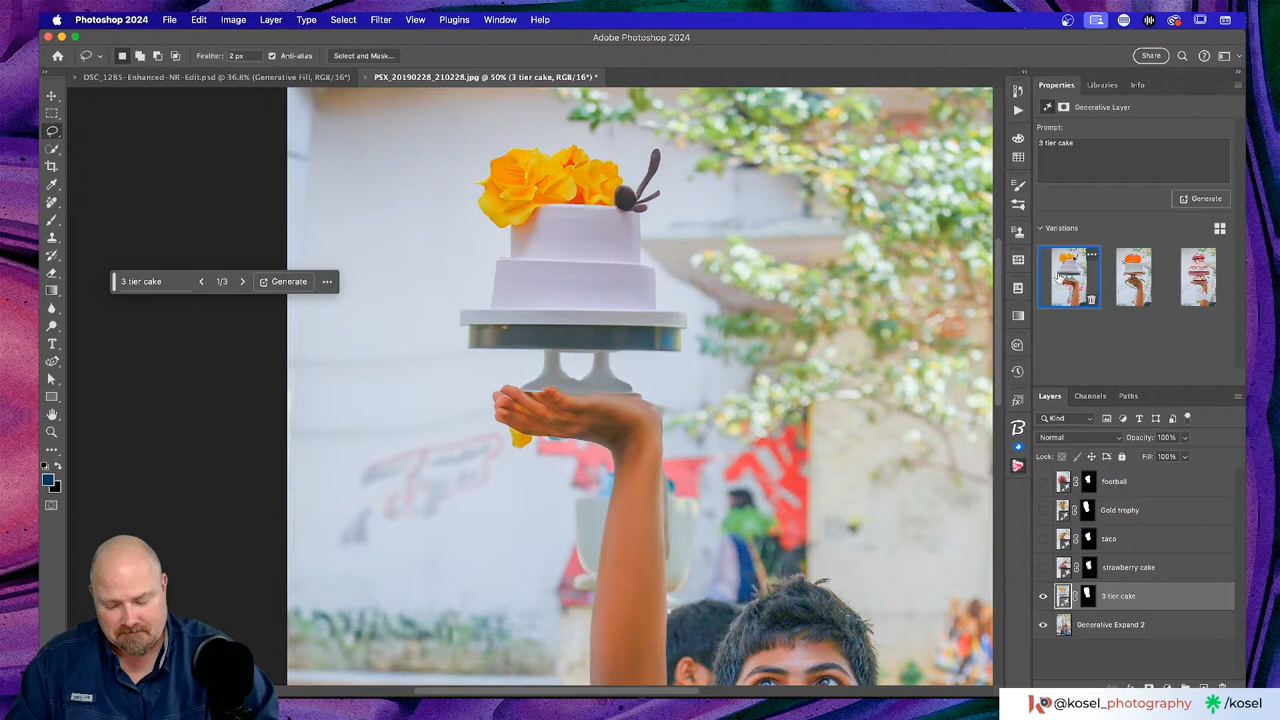 Photoshop 2024 File Edit Image Layer Type Select Filter View Plugins Window Help
Adobe Photoshop 2024
Feather: 2 px Anti-alias Select and Mask... Share
× DSC_1285-Enhanced-NR-Edit.psd @ 36.8% (Generative Fill, RGB/16*) × PSX_20190228_210228.jpg @ 50% (3 tier cake, RGB/16*) *
Properties Libraries Info
Generative Layer
Prompt:
3 tier cake
Generate
Variations
3 tier cake 1/3 Generate ...
Layers Channels Paths
Kind
Normal Opacity: 100%
Lock: Fill: 100%
football
Gold trophy
taco
strawberry cake
3 tier cake
Generative Expand 2
@kosel_photography /kosel